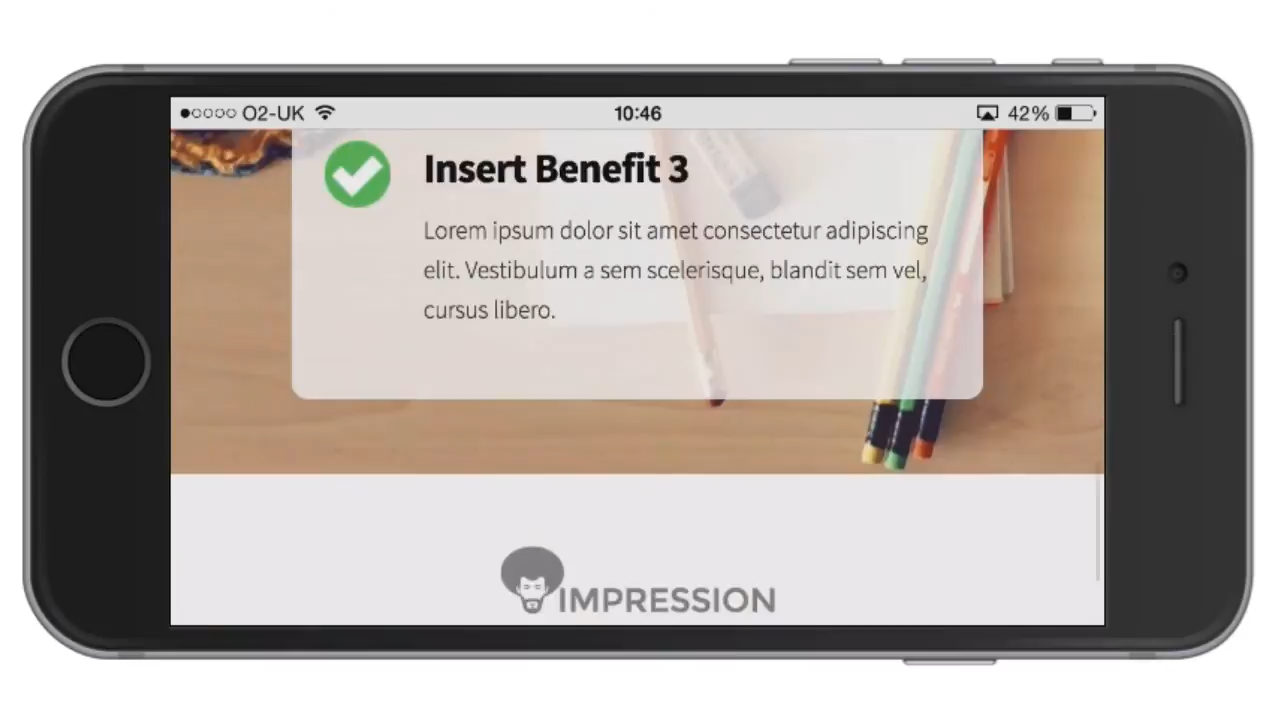 O2-UK 10:46 42%
Insert Benefit 3
Lorem ipsum dolor sit amet consectetur adipiscing
elit. Vestibulum a sem scelerisque, blandit sem vel,
cursus libero.
IMPRESSION